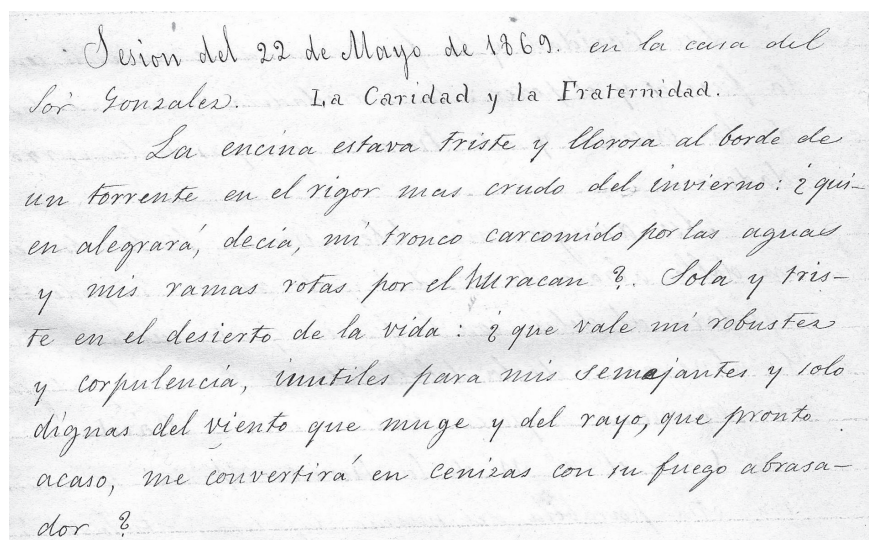 Sesion del 22 de Mayo de 1869. en la casa del
Sor Gonzalez. La Caridad y la Fraternidad.
La encina estava triste y llorosa al borde de
un torrente en el rigor mas crudo del invierno: ¿qui-
en alegrará, decia, mi tronco carcomido por las aguas
y mis ramas rotas por el huracan?. Sola y tris-
te en el desierto de la vida: ¿que vale mi robustez
y corpulencia, inutiles para mis semejantes y solo
dignas del viento que muge y del rayo, que pronto
acaso, me convertirá en cenizas con su fuego abrasa-
dor?